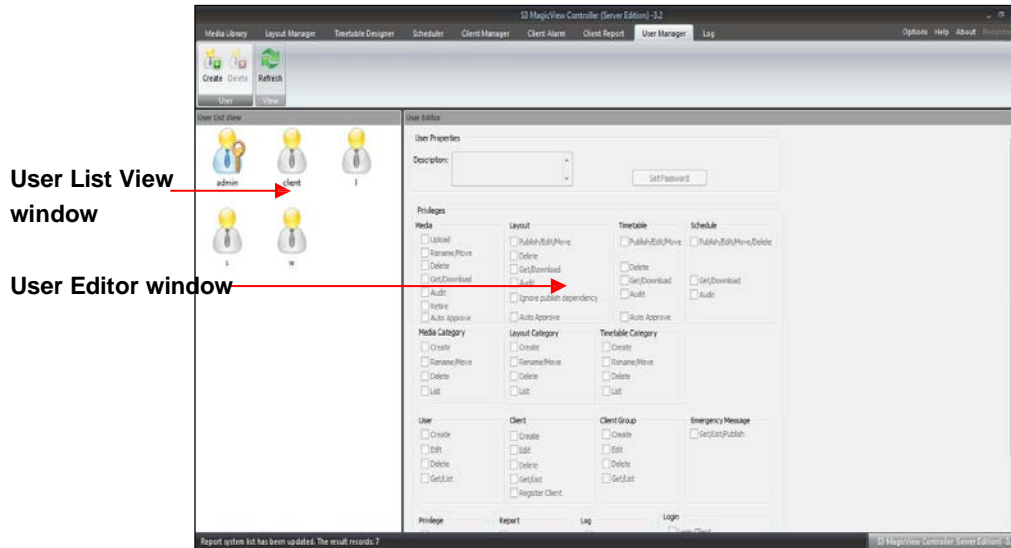 S3 MagicView Controller (Server Edition) -3.2
Media Library Layout Manager Timetable Designer Scheduler Client Manager Client Alarm Client Report User Manager Log Options Help About
Create Delete Refresh
User View
User List View User Editor
admin client l
s w
User List View
window
User Editor window
User Properties
Description:
Set Password
Privileges
Media Layout Timetable Schedule
Upload Publish/Edit/Move Publish/Edit/Move Publish/Edit/Move/Delete
Rename/Move Delete Delete
Delete Get/Download Get/Download Get/Download
Get/Download Audit Audit Audit
Audit Ignore publish dependency
Retire
Auto Approve Auto Approve Auto Approve
Media Category Layout Category Timetable Category
Create Create Create
Rename/Move Rename/Move Rename/Move
Delete Delete Delete
List List List
User Client Client Group Emergency Message
Create Create Create Get/List/Publish
Edit Edit Edit
Delete Delete Delete
Get/List Get/List Get/List
Register Client
Privilege Report Log Login
Login Client
Report system list has been updated. The result records: 7
S3 MagicView Controller Server Edition) -3